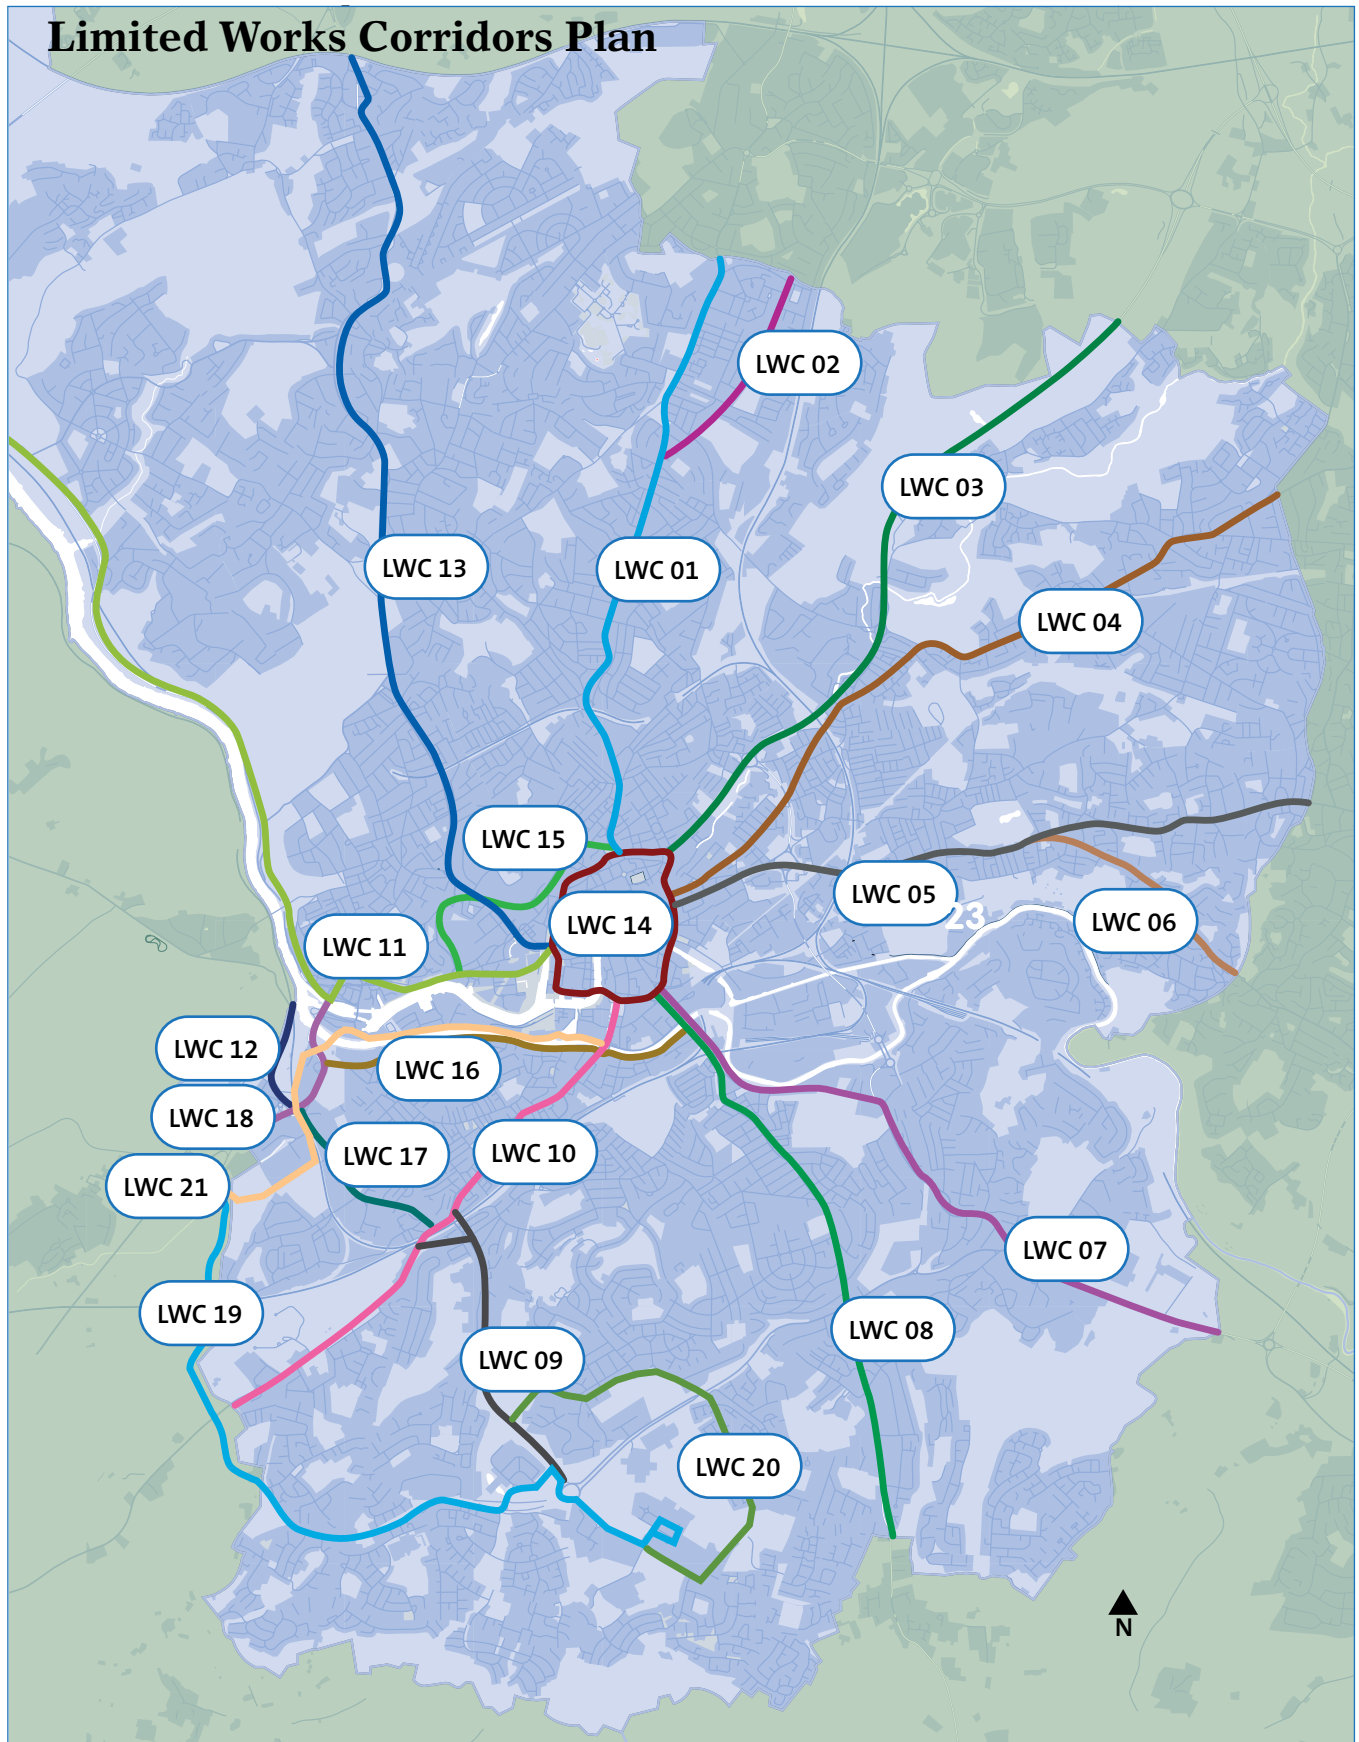 Limited Works Corridors Plan
LWC 02
LWC 03
LWC 13
LWC 01
LWC 04
LWC 15
LWC 05
23
LWC 14
LWC 06
LWC 11
LWC 12
LWC 16
LWC 18
LWC 17
LWC 10
LWC 21
LWC 07
LWC 19
LWC 08
LWC 09
LWC 20
N